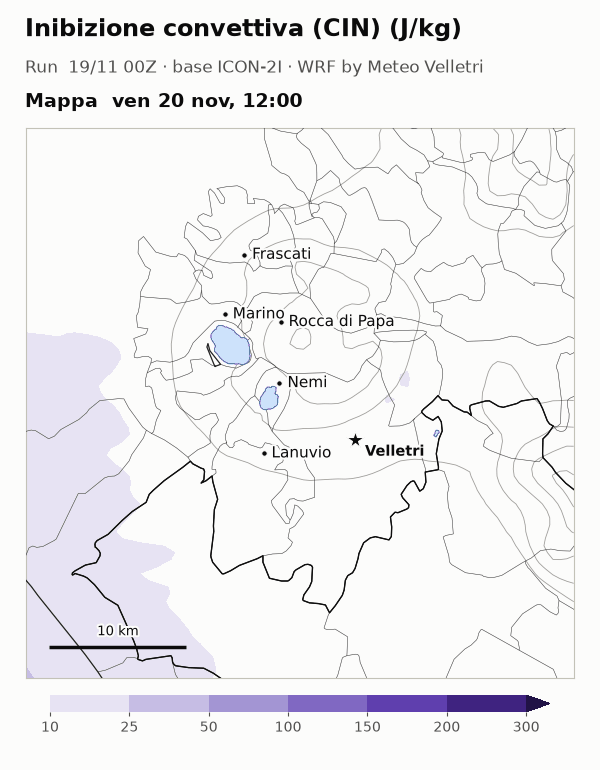 Inibizione convettiva (CIN) (J/kg)
Run  19/11 00Z · base ICON-2I · WRF by Meteo Velletri
Mappa  ven 20 nov, 12:00
Frascati
Marino
Rocca di Papa
Nemi
Velletri
Lanuvio
10 km
10 25 50 100 150 200 300